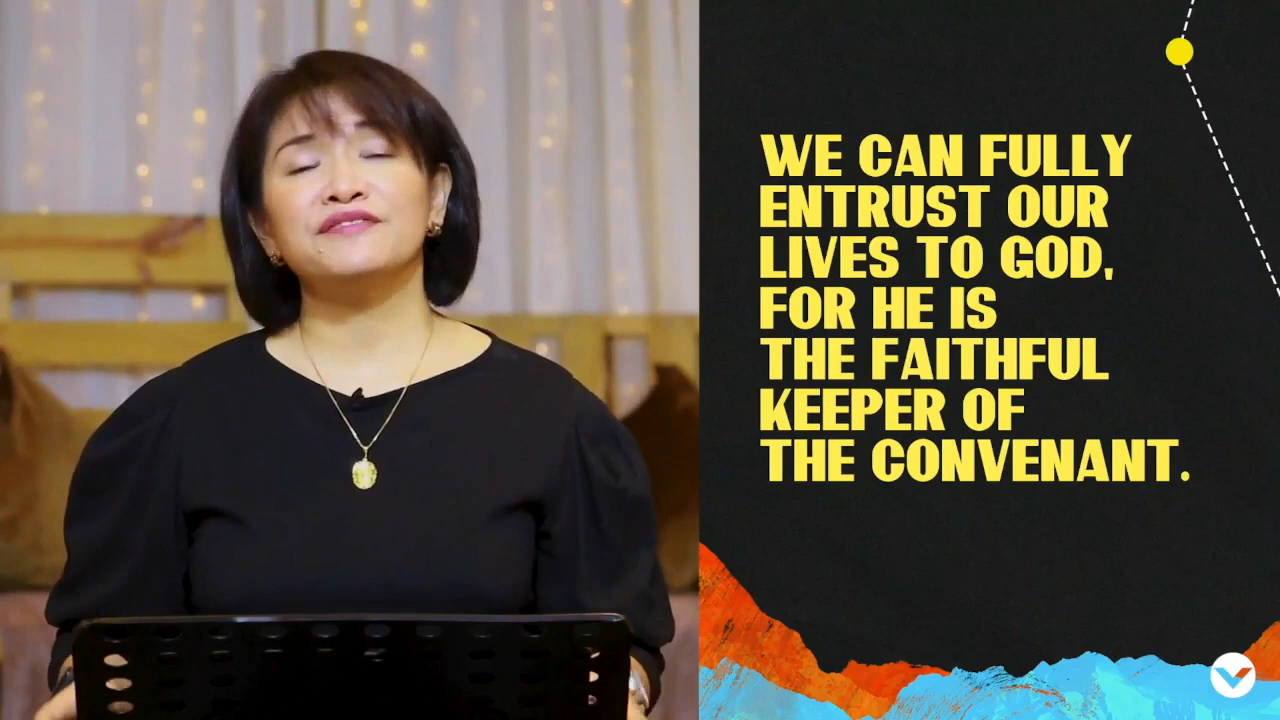 WE CAN FULLY
ENTRUST OUR
LIVES TO GOD,
FOR HE IS
THE FAITHFUL
KEEPER OF
THE CONVENANT.